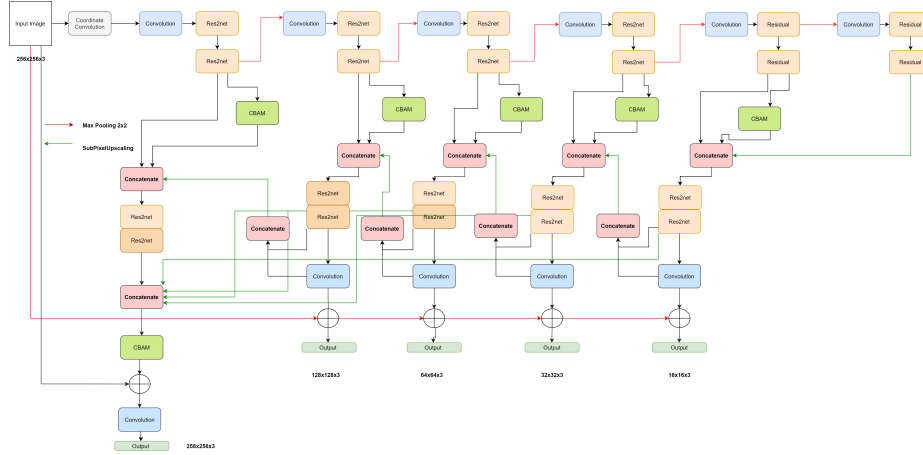 Input Image
Coordinate
Convolution
Convolution
Res2net
Convolution
Res2net
Convolution
Res2net
Convolution
Res2net
Convolution
Residual
Convolution
Residual
256x256x3
Res2net
Res2net
Res2net
Res2net
Residual
Residual
CBAM
CBAM
CBAM
CBAM
CBAM
Max Pooling 2x2
SubPixelUpscaling
Concatenate
Concatenate
Concatenate
Concatenate
Concatenate
Res2net
Res2net
Res2net
Res2net
Res2net
Res2net
Concatenate
Res2net
Concatenate
Res2net
Concatenate
Res2net
Concatenate
Res2net
Res2net
Convolution
Convolution
Convolution
Convolution
Concatenate
CBAM
Output
Output
Output
Output
128x128x3
64x64x3
32x32x3
16x16x3
Convolution
Output
256x256x3